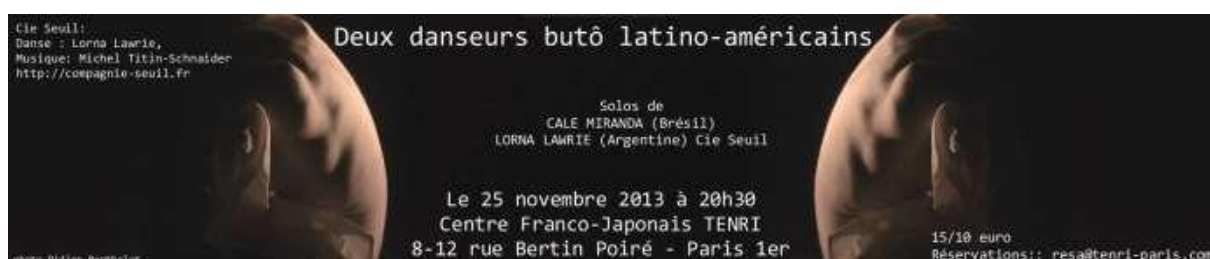 Cie Seuil:
Danse : Lorna Lawrie,
Musique: Michel Titin-Schnaider
http://compagnie-seuil.fr
Deux danseurs butô latino-américains
Solos de
CALE MIRANDA (Brésil)
LORNA LAWRIE (Argentine) Cie Seuil
Le 25 novembre 2013 à 20h30
Centre Franco-Japonais TENRI
8-12 rue Bertin Poiré - Paris 1er
15/10 euro
Réservations:: resa@tenri-paris.com